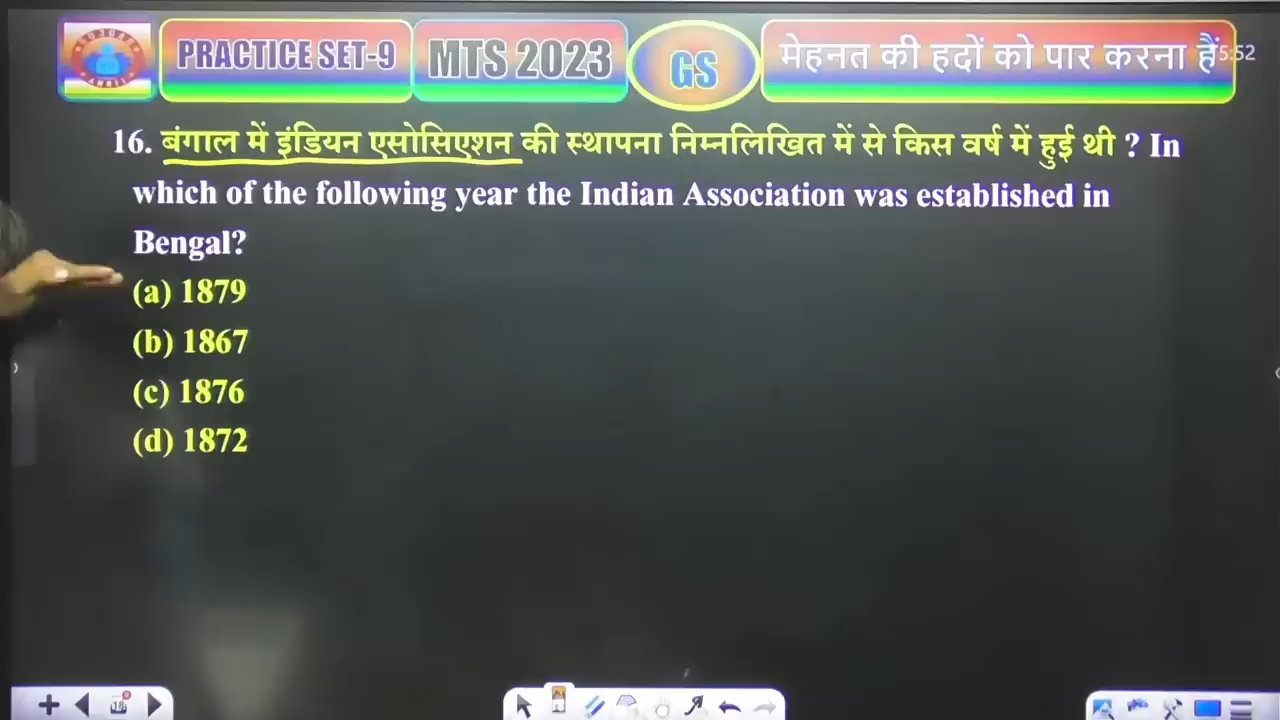 PRACTICE SET-9
MTS 2023
GS
मेहनत की हदों को पार करना हैं
5:52
16. बंगाल में इंडियन एसोसिएशन की स्थापना निम्नलिखित में से किस वर्ष में हुई थी ? In
which of the following year the Indian Association was established in
Bengal?
(a) 1879
(b) 1867
(c) 1876
(d) 1872
18